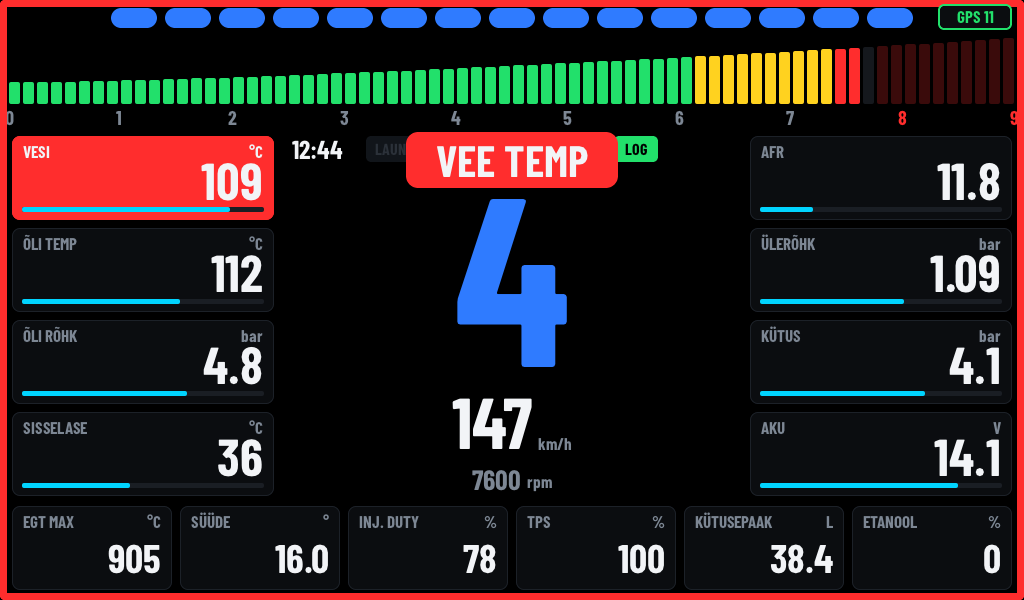 GPS 11
0 1 2 3 4 5 6 7 8 9
VESI °C
109
12:44 LAUN VEE TEMP LOG
AFR
11.8
ÕLI TEMP °C
112
4
ÜLERÕHK bar
1.09
ÕLI RÕHK bar
4.8
KÜTUS bar
4.1
SISSELASE °C
36
147 km/h
7600 rpm
AKU V
14.1
EGT MAX °C
905
SÜÜDE °
16.0
INJ. DUTY %
78
TPS %
100
KÜTUSEPAAK L
38.4
ETANOOL %
0